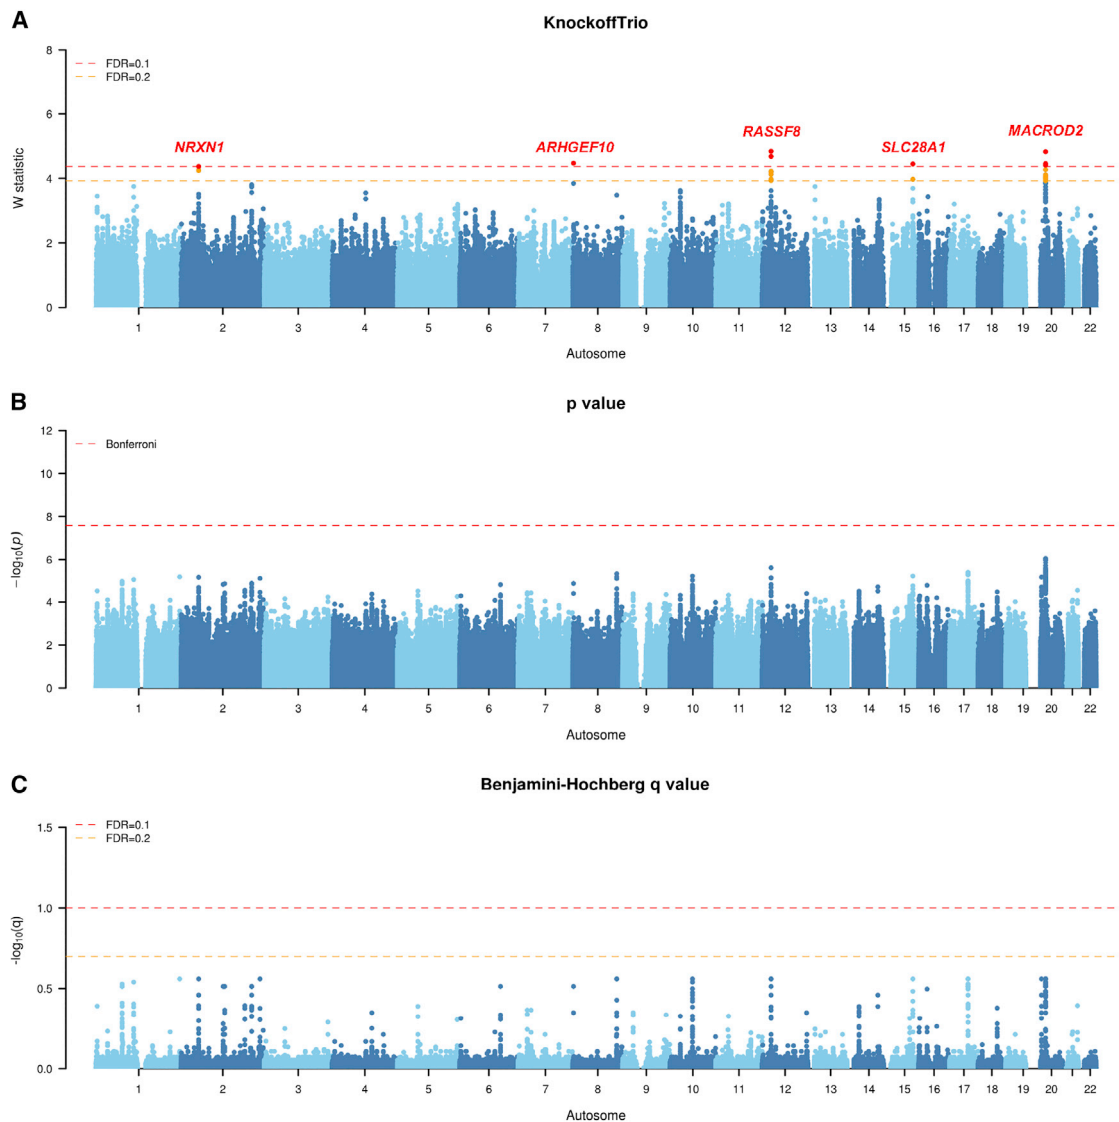 A
KnockoffTrio
8
FDR=0.1
FDR=0.2
6
RASSF8
MACROD2
NRXN1
ARHGEF10
SLC28A1
W statistic
4
2
0
1 2 3 4 5 6 7 8 9 10 11 12 13 14 15 16 17 18 19 20 22
Autosome
B
p value
12
Bonferroni
10
8
−log10(p)
6
4
2
0
1 2 3 4 5 6 7 8 9 10 11 12 13 14 15 16 17 18 19 20 22
Autosome
C
Benjamini-Hochberg q value
FDR=0.1
1.5
FDR=0.2
1.0
-log10(q)
0.5
0.0
1 2 3 4 5 6 7 8 9 10 11 12 13 14 15 16 17 18 19 20 22
Autosome